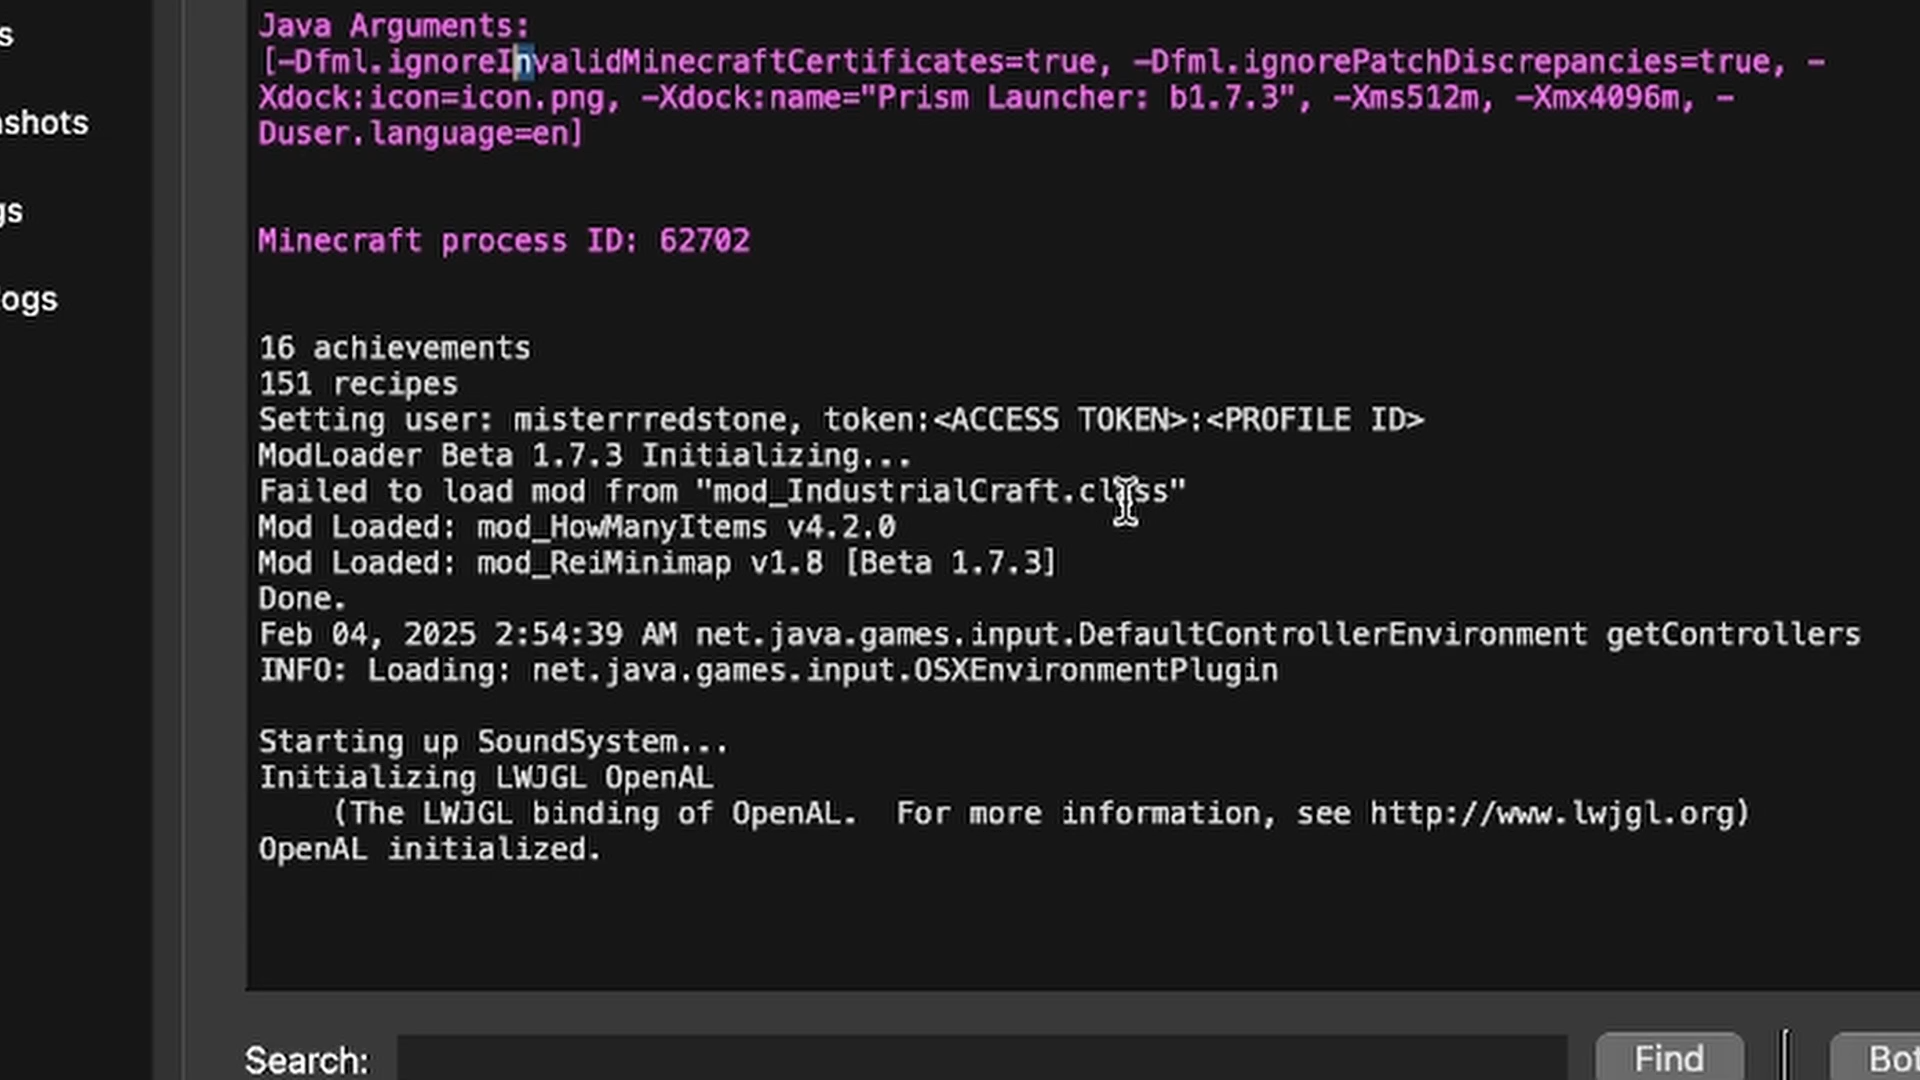 s
Java Arguments:
[-Dfml.ignoreInvalidMinecraftCertificates=true, -Dfml.ignorePatchDiscrepancies=true, -
Xdock:icon=icon.png, -Xdock:name="Prism Launcher: b1.7.3", -Xms512m, -Xmx4096m, -
Duser.language=en]
shots
gs
Minecraft process ID: 62702
ogs
16 achievements
151 recipes
Setting user: misterrredstone, token:<ACCESS TOKEN>:<PROFILE ID>
ModLoader Beta 1.7.3 Initializing...
Failed to load mod from "mod_IndustrialCraft.class"
Mod Loaded: mod_HowManyItems v4.2.0
Mod Loaded: mod_ReiMinimap v1.8 [Beta 1.7.3]
Done.
Feb 04, 2025 2:54:39 AM net.java.games.input.DefaultControllerEnvironment getControllers
INFO: Loading: net.java.games.input.OSXEnvironmentPlugin
Starting up SoundSystem...
Initializing LWJGL OpenAL
    (The LWJGL binding of OpenAL.  For more information, see http://www.lwjgl.org)
OpenAL initialized.
Search: Find Bot